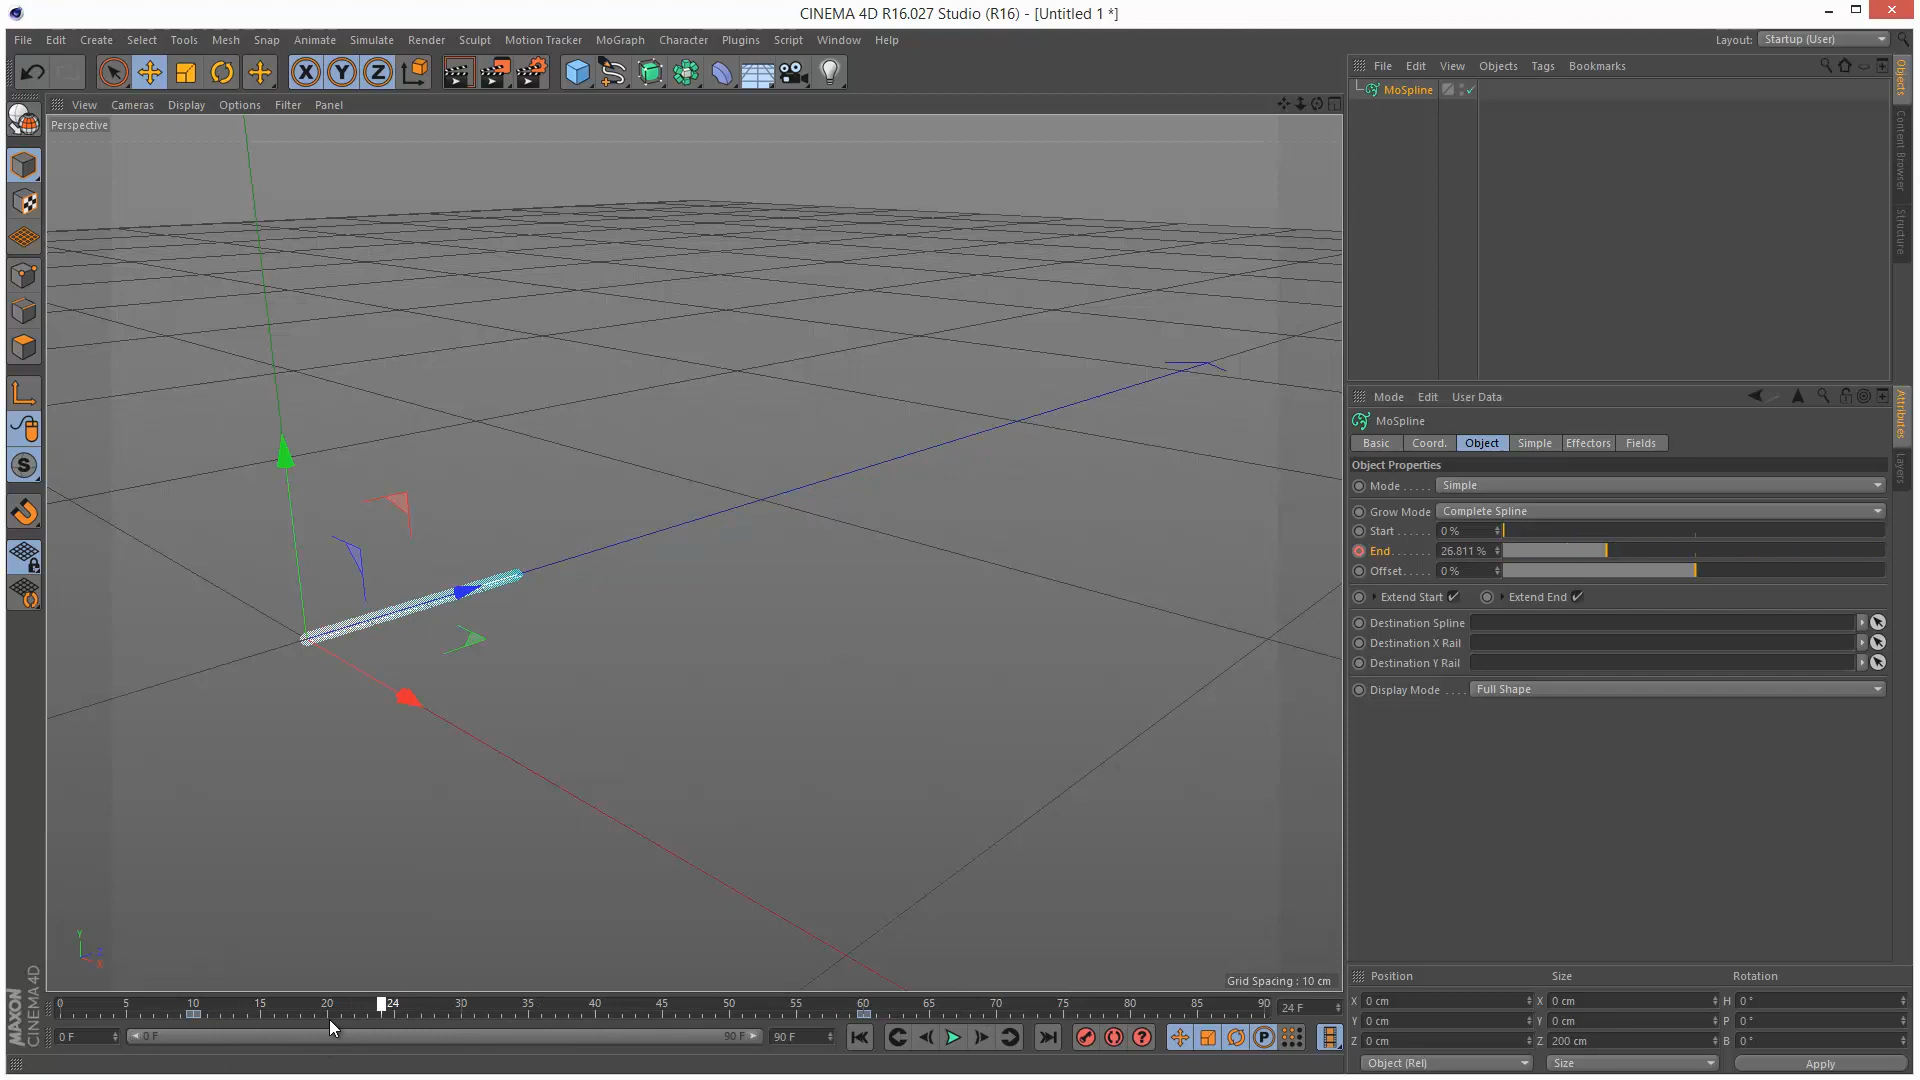 CINEMA 4D R16.027 Studio (R16) - [Untitled 1 *]
File Edit Create Select Tools Mesh Snap Animate Simulate Render Sculpt Motion Tracker MoGraph Character Plugins Script Window Help
Layout: Startup (User)
X Y Z
View Cameras Display Options Filter Panel
Perspective
File Edit View Objects Tags Bookmarks
MoSpline
Objects
Content Browser
Structure
Mode Edit User Data
MoSpline
Basic Coord. Object Simple Effectors Fields
Object Properties
Mode . . . . . Simple
Grow Mode Complete Spline
Start . . . . . . 0 %
End . . . . . . . 26.811 %
Offset . . . . . 0 %
Extend Start Extend End
Destination Spline
Destination X Rail
Destination Y Rail
Display Mode . . . . Full Shape
Attributes
Layers
S
Y
Z
X
Grid Spacing : 10 cm
0 5 10 15 20 24 30 35 40 45 50 55 60 65 70 75 80 85 90 24 F
0 F 0 F 90 F 90 F
P
MAXON
CINEMA 4D
Position Size Rotation
X 0 cm X 0 cm H 0 °
Y 0 cm Y 0 cm P 0 °
Z 0 cm Z 200 cm B 0 °
Object (Rel) Size Apply